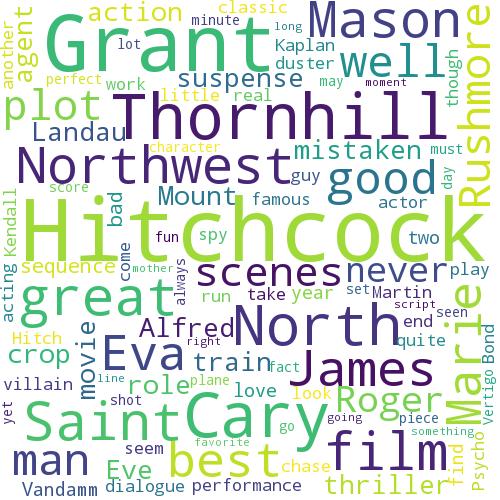 another
agent
action
classic
minute
long
lot
Grant
Mason
Kaplan
duster
well
suspense
perfect
work
little
real
may
moment
though
Rushmore
plot
Thornhill
Landau
character
mistaken
must
Northwest
guy
good
day
score
Mount
famous
actor
Kendall
bad
Hitchcock
fun
spy
two
acting
sequence
come
mother
always
scenes
never
play
run
take
year
set
Martin
script
seen
great
Hitch
Alfred
North
end
quite
Marie
Bond
vertigo
right
movie
Eva
train
James
crop
line
plane
fact
villain
role
love
look
Roger
yet
shot
favorite
Saint
Cary
go
going
piece
something
Psycho
find
man
seem
Eve
best
chase
film
Vandamm
dialogue
performance
thriller